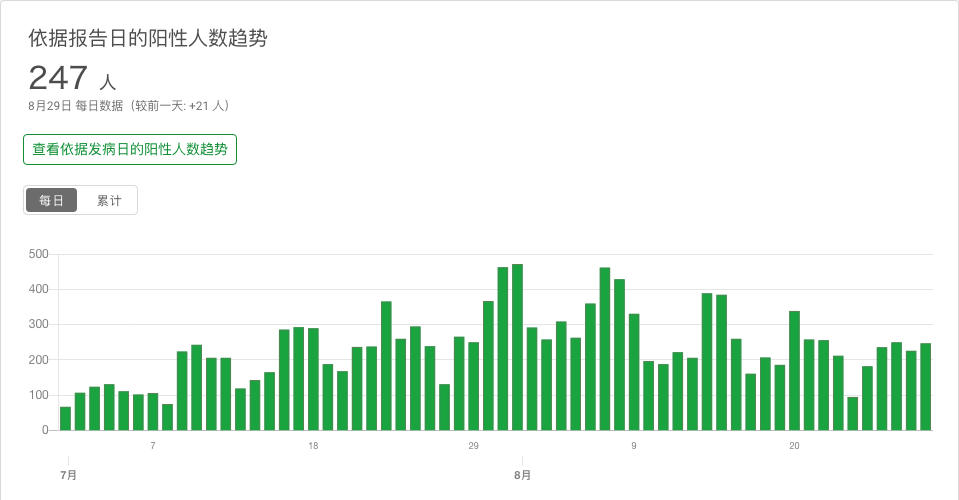 依据报告日的阳性人数趋势
247 人
8月29日 每日数据（较前一天: +21 人）
查看依据发病日的阳性人数趋势
每日 累计
500
400
300
200
100
0
7 18 29 9 20
7月 8月